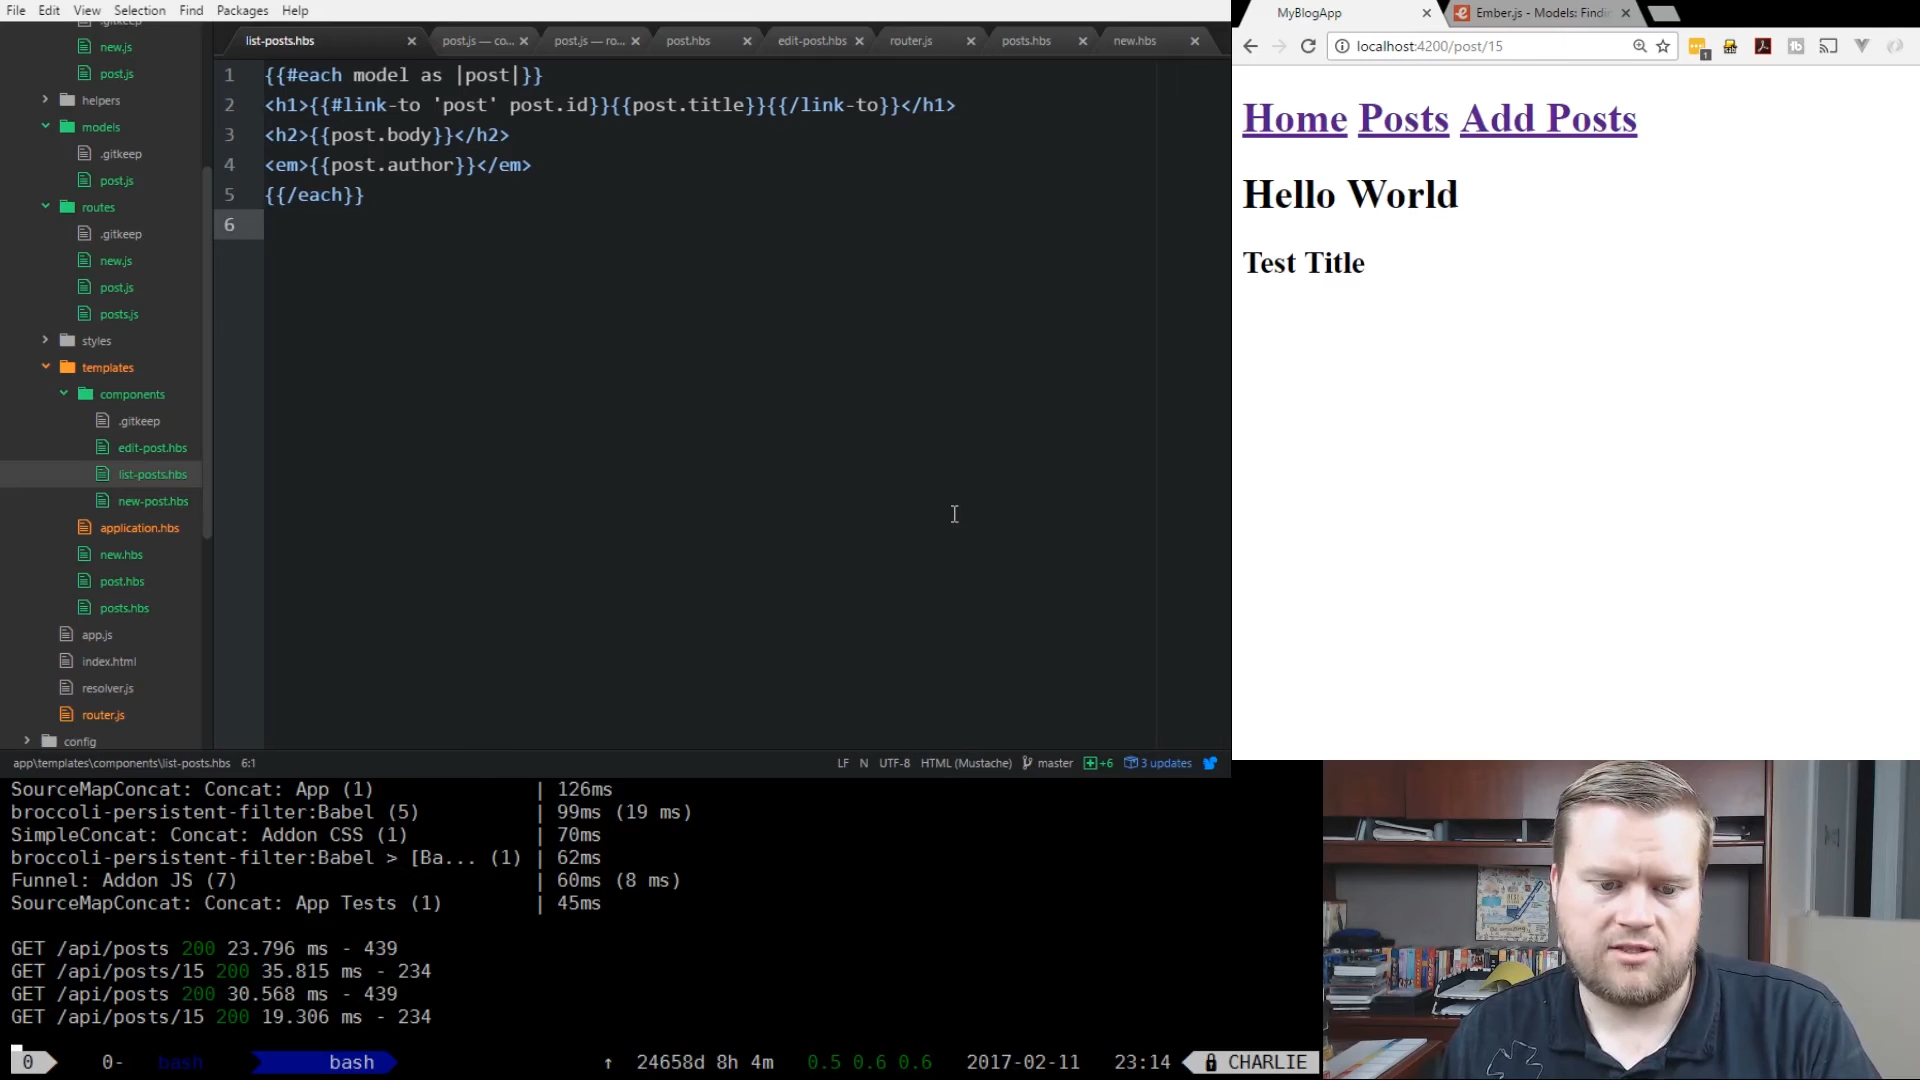 File Edit View Selection Find Packages Help
new.js
post.js
helpers
models
.gitkeep
post.js
routes
.gitkeep
new.js
post.js
posts.js
styles
templates
components
.gitkeep
edit-post.hbs
list-posts.hbs
new-post.hbs
application.hbs
new.hbs
post.hbs
posts.hbs
app.js
index.html
resolver.js
router.js
config
list-posts.hbs post.js — co... post.js — ro... post.hbs edit-post.hbs router.js posts.hbs new.hbs
1 {{#each model as |post|}}
2 <h1>{{#link-to 'post' post.id}}{{post.title}}{{/link-to}}</h1>
3 <h2>{{post.body}}</h2>
4 <em>{{post.author}}</em>
5 {{/each}}
6
app\templates\components\list-posts.hbs 6:1 LF N UTF-8 HTML (Mustache) master +6 3 updates
MyBlogApp Ember.js - Models: Findi
localhost:4200/post/15
Home Posts Add Posts
Hello World
Test Title
SourceMapConcat: Concat: App (1) | 126ms
broccoli-persistent-filter:Babel (5) | 99ms (19 ms)
SimpleConcat: Concat: Addon CSS (1) | 70ms
broccoli-persistent-filter:Babel > [Ba... (1) | 62ms
Funnel: Addon JS (7) | 60ms (8 ms)
SourceMapConcat: Concat: App Tests (1) | 45ms
GET /api/posts 200 23.796 ms - 439
GET /api/posts/15 200 35.815 ms - 234
GET /api/posts 200 30.568 ms - 439
GET /api/posts/15 200 19.306 ms - 234
0 0- bash bash ↑ 24658d 8h 4m 0.5 0.6 0.6 2017-02-11 23:14 CHARLIE